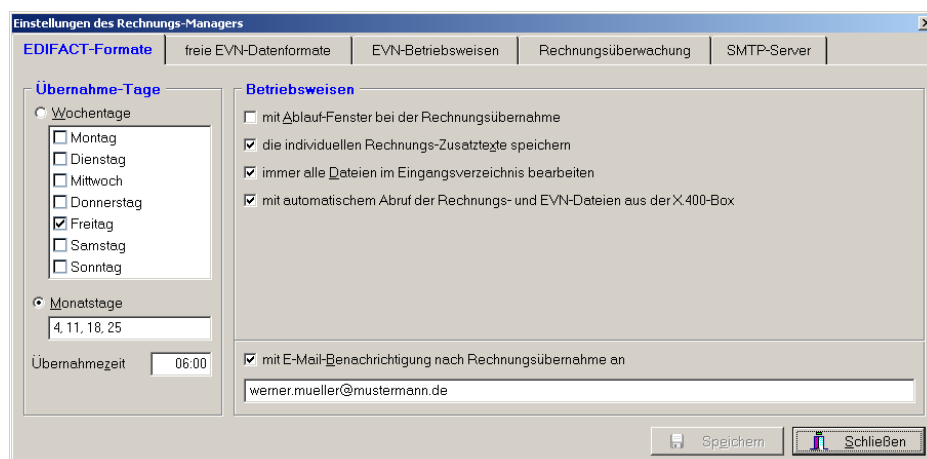 Einstellungen des Rechnungs-Managers
EDIFACT-Formate
freie EVN-Datenformate
EVN-Betriebsweisen
Rechnungsüberwachung
SMTP-Server
Übernahme-Tage
Wochentage
Montag
Dienstag
Mittwoch
Donnerstag
Freitag
Samstag
Sonntag
Monatstage
4, 11, 18, 25
Übernahmezeit
06:00
Betriebsweisen
mit Ablauf-Fenster bei der Rechnungsübernahme
die individuellen Rechnungs-Zusatztexte speichern
immer alle Dateien im Eingangsverzeichnis bearbeiten
mit automatischem Abruf der Rechnungs- und EVN-Dateien aus der X.400-Box
mit E-Mail-Benachrichtigung nach Rechnungsübernahme an
werner.mueller@mustermann.de
Speichern
Schließen